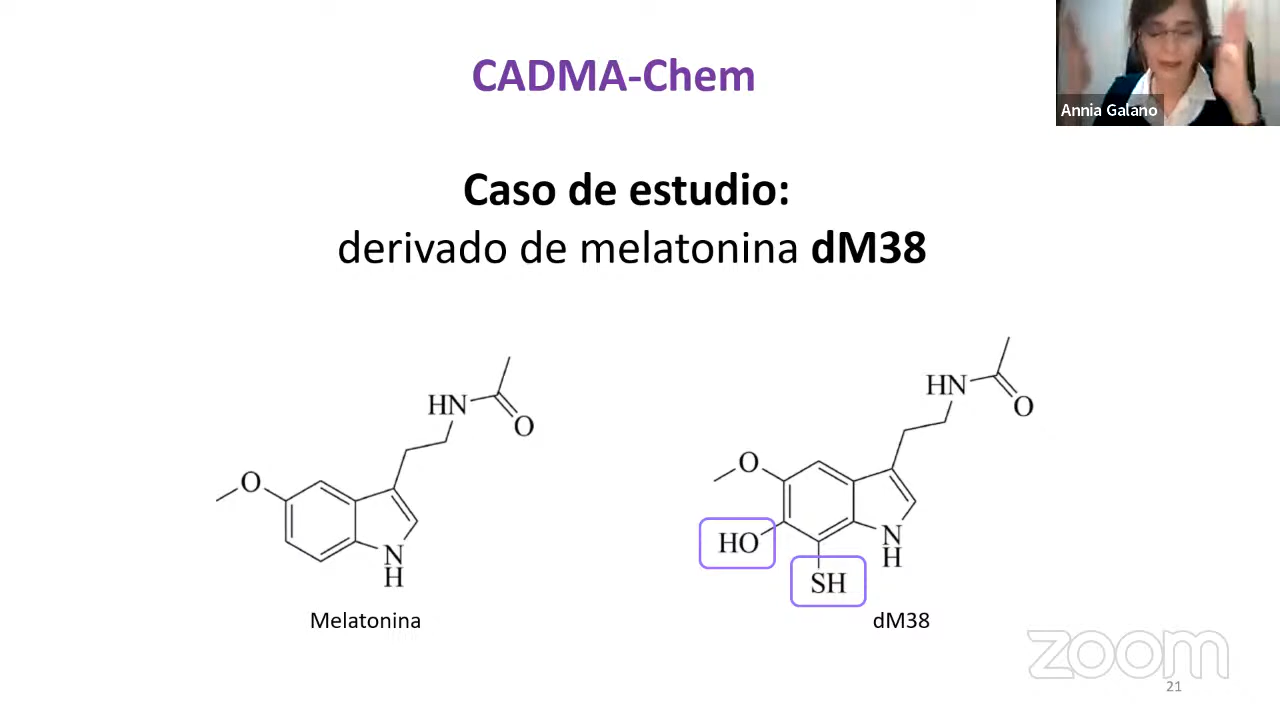 CADMA-Chem
Annia Galano
Caso de estudio:
derivado de melatonina dM38
HN
O
O
N
H
Melatonina
HN
O
O
HO
N
H
SH
dM38
zoom
21